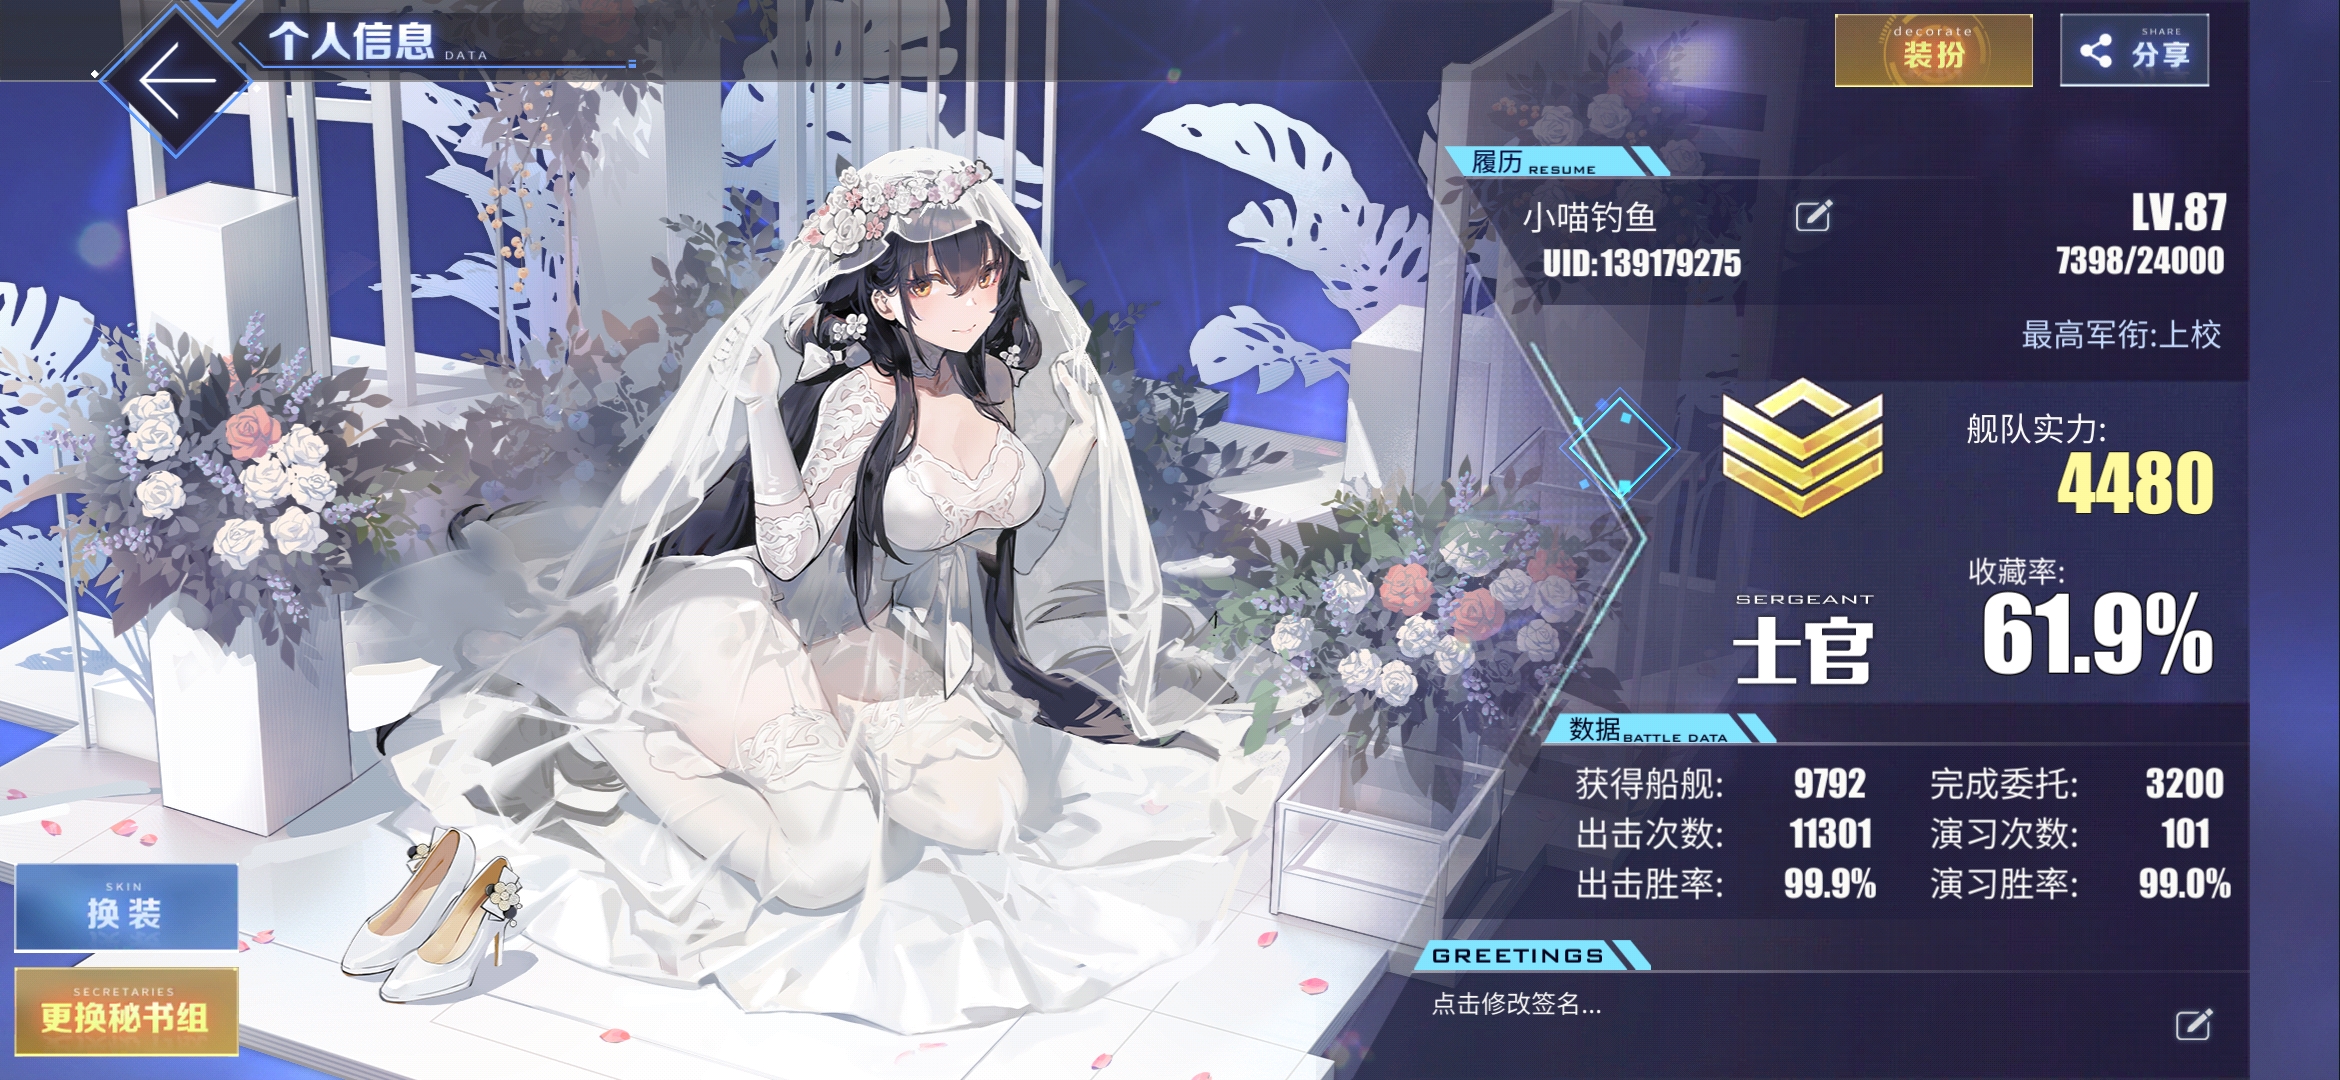 个人信息 DATA
decorate
装扮
SHARE
分享
履历 RESUME
小喵钓鱼
UID:139179275
LV.87
7398/24000
最高军衔:上校
舰队实力:
4480
收藏率:
61.9%
SERGEANT
士官
数据 BATTLE DATA
获得船舰: 9792 完成委托: 3200
出击次数: 11301 演习次数: 101
出击胜率: 99.9% 演习胜率: 99.0%
GREETINGS
点击修改签名...
SKIN
换装
SECRETARIES
更换秘书组